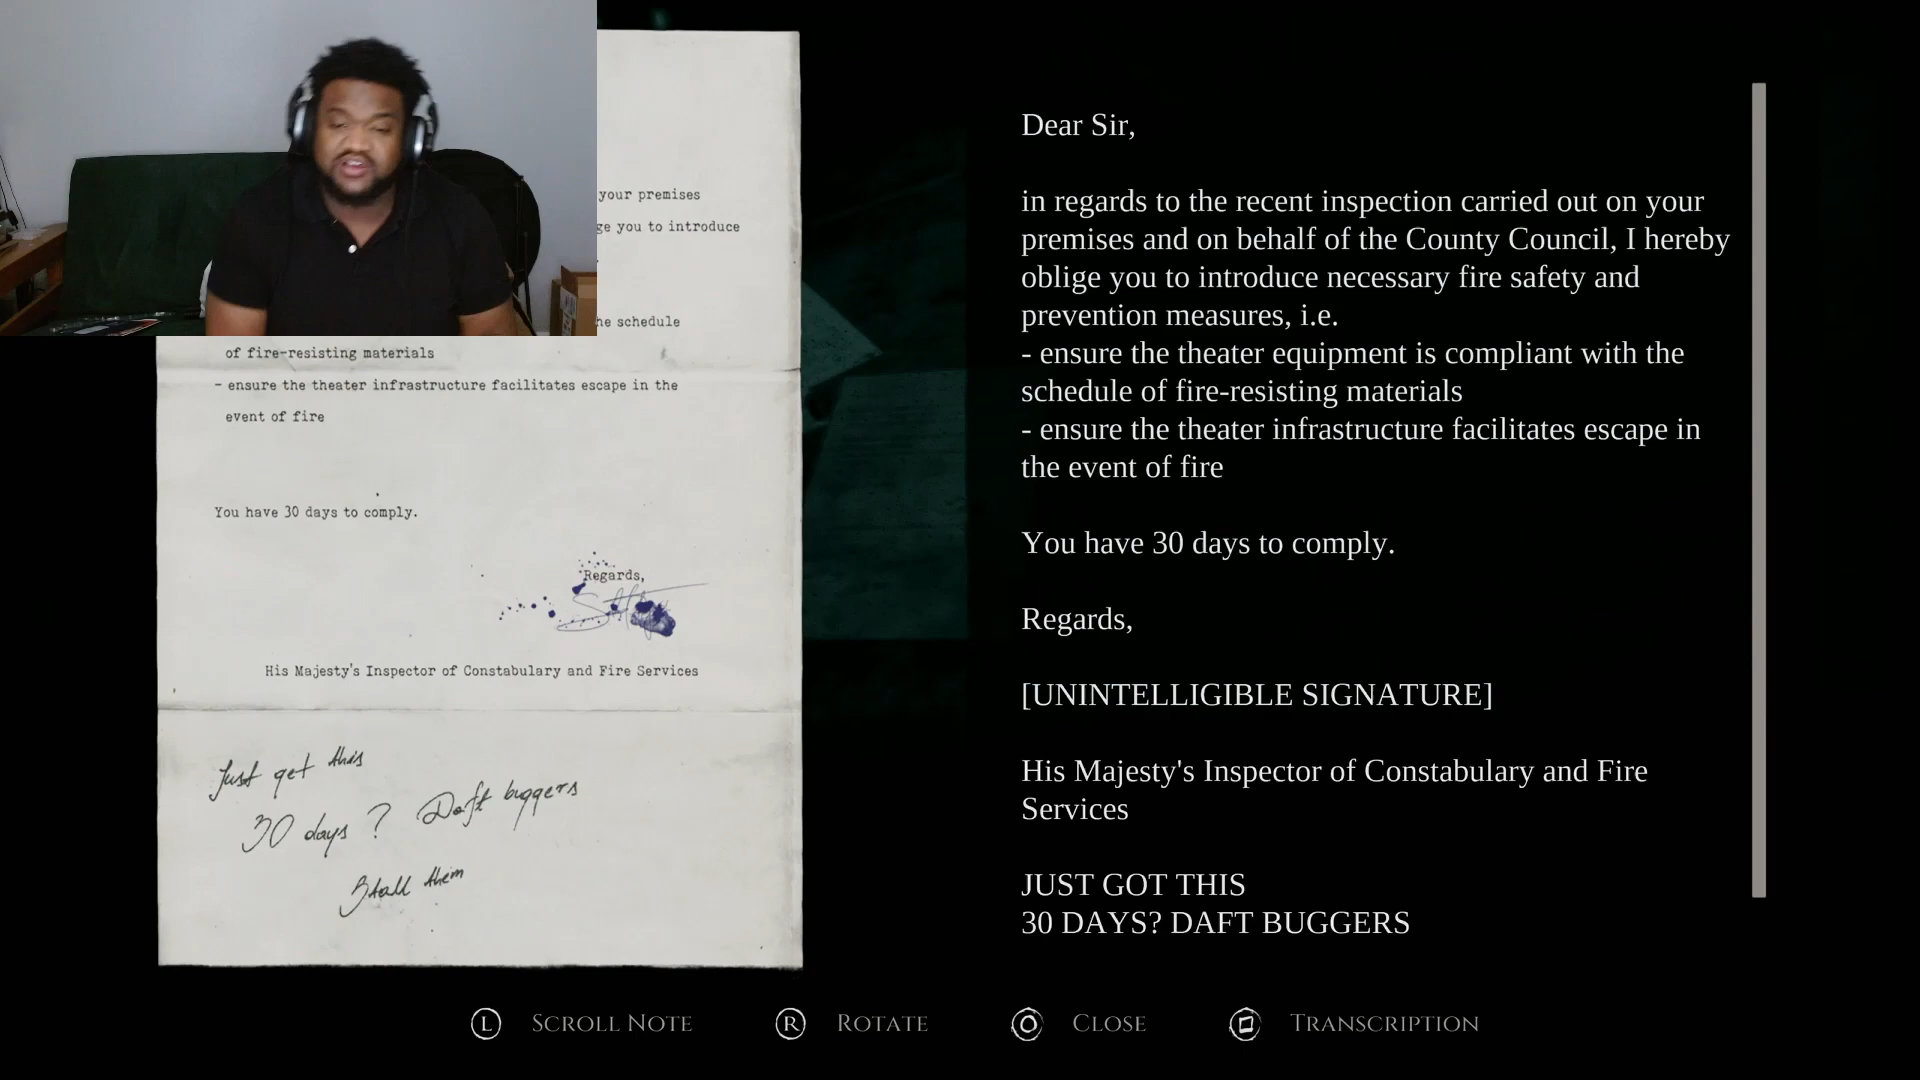 your premises
ge you to introduce
he schedule
of fire-resisting materials
- ensure the theater infrastructure facilitates escape in the
event of fire
You have 30 days to comply.
Regards,
His Majesty's Inspector of Constabulary and Fire Services
Just get this
30 days? Daft buggers
Stall them
Dear Sir,
in regards to the recent inspection carried out on your
premises and on behalf of the County Council, I hereby
oblige you to introduce necessary fire safety and
prevention measures, i.e.
- ensure the theater equipment is compliant with the
schedule of fire-resisting materials
- ensure the theater infrastructure facilitates escape in
the event of fire
You have 30 days to comply.
Regards,
[UNINTELLIGIBLE SIGNATURE]
His Majesty's Inspector of Constabulary and Fire
Services
JUST GOT THIS
30 DAYS? DAFT BUGGERS
L SCROLL NOTE R ROTATE CLOSE TRANSCRIPTION